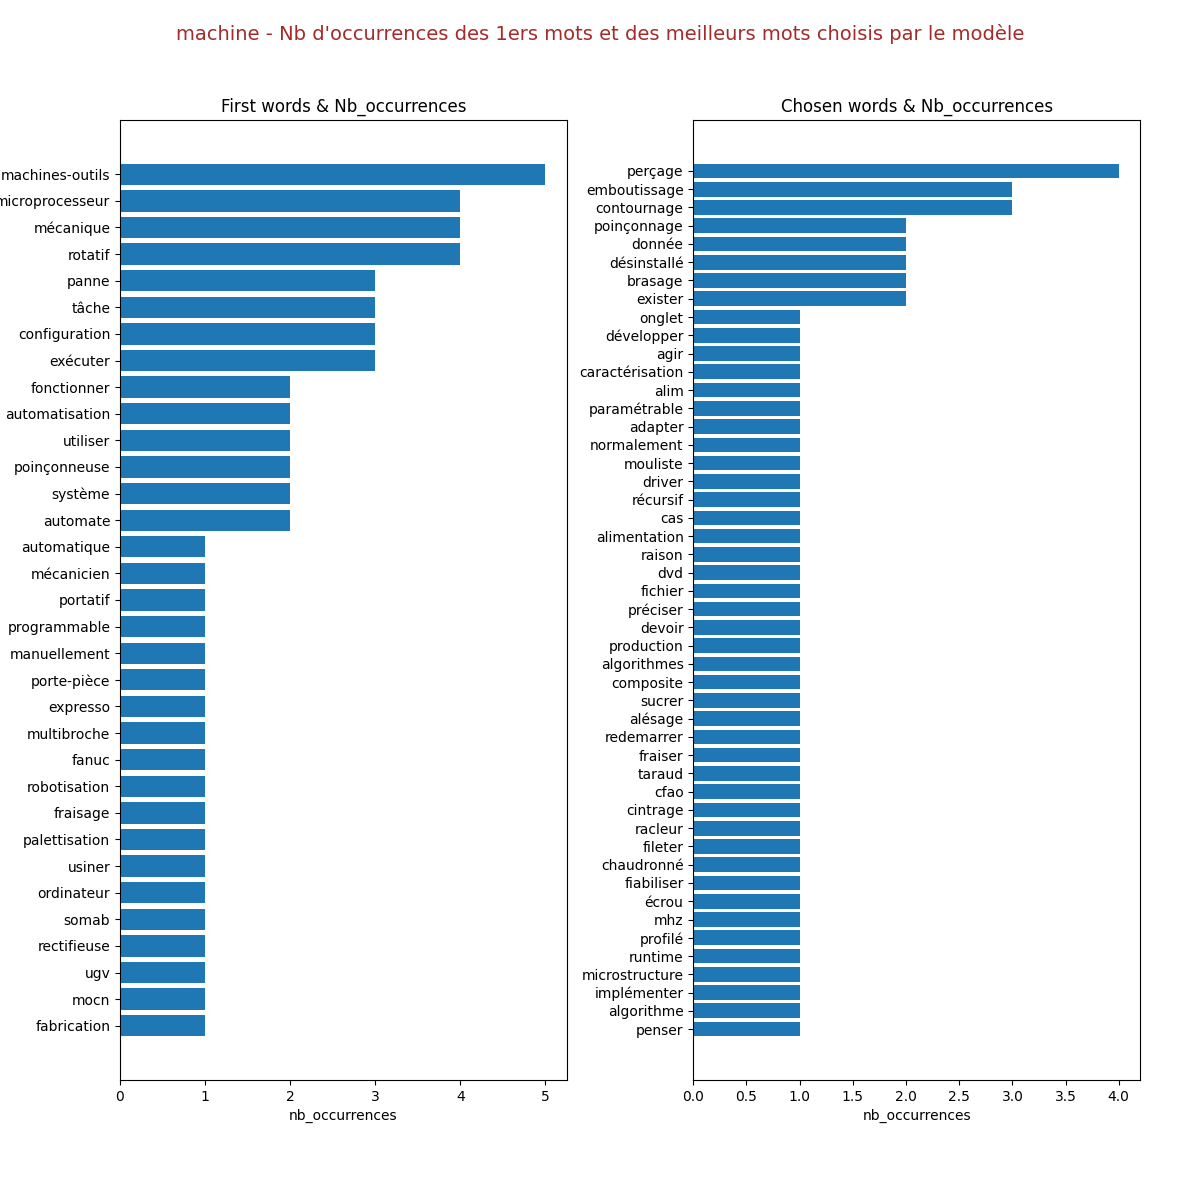 machine - Nb d'occurrences des 1ers mots et des meilleurs mots choisis par le modèle
First words & Nb_occurrences
machines-outils
microprocesseur
mécanique
rotatif
panne
tâche
configuration
exécuter
fonctionner
automatisation
utiliser
poinçonneuse
système
automate
automatique
mécanicien
portatif
programmable
manuellement
porte-pièce
expresso
multibroche
fanuc
robotisation
fraisage
palettisation
usiner
ordinateur
somab
rectifieuse
ugv
mocn
fabrication
0 1 2 3 4 5
nb_occurrences
Chosen words & Nb_occurrences
perçage
emboutissage
contournage
poinçonnage
donnée
désinstallé
brasage
exister
onglet
développer
agir
caractérisation
alim
paramétrable
adapter
normalement
mouliste
driver
récursif
cas
alimentation
raison
dvd
fichier
préciser
devoir
production
algorithmes
composite
sucrer
alésage
redemarrer
fraiser
taraud
cfao
cintrage
racleur
fileter
chaudronné
fiabiliser
écrou
mhz
profilé
runtime
microstructure
implémenter
algorithme
penser
0.0 0.5 1.0 1.5 2.0 2.5 3.0 3.5 4.0
nb_occurrences